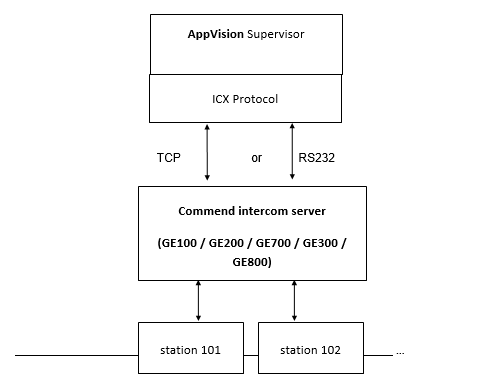 AppVision Supervisor
ICX Protocol
TCP or RS232
Commend intercom server
(GE100 / GE200 / GE700 / GE300 /
GE800)
station 101 station 102 ...